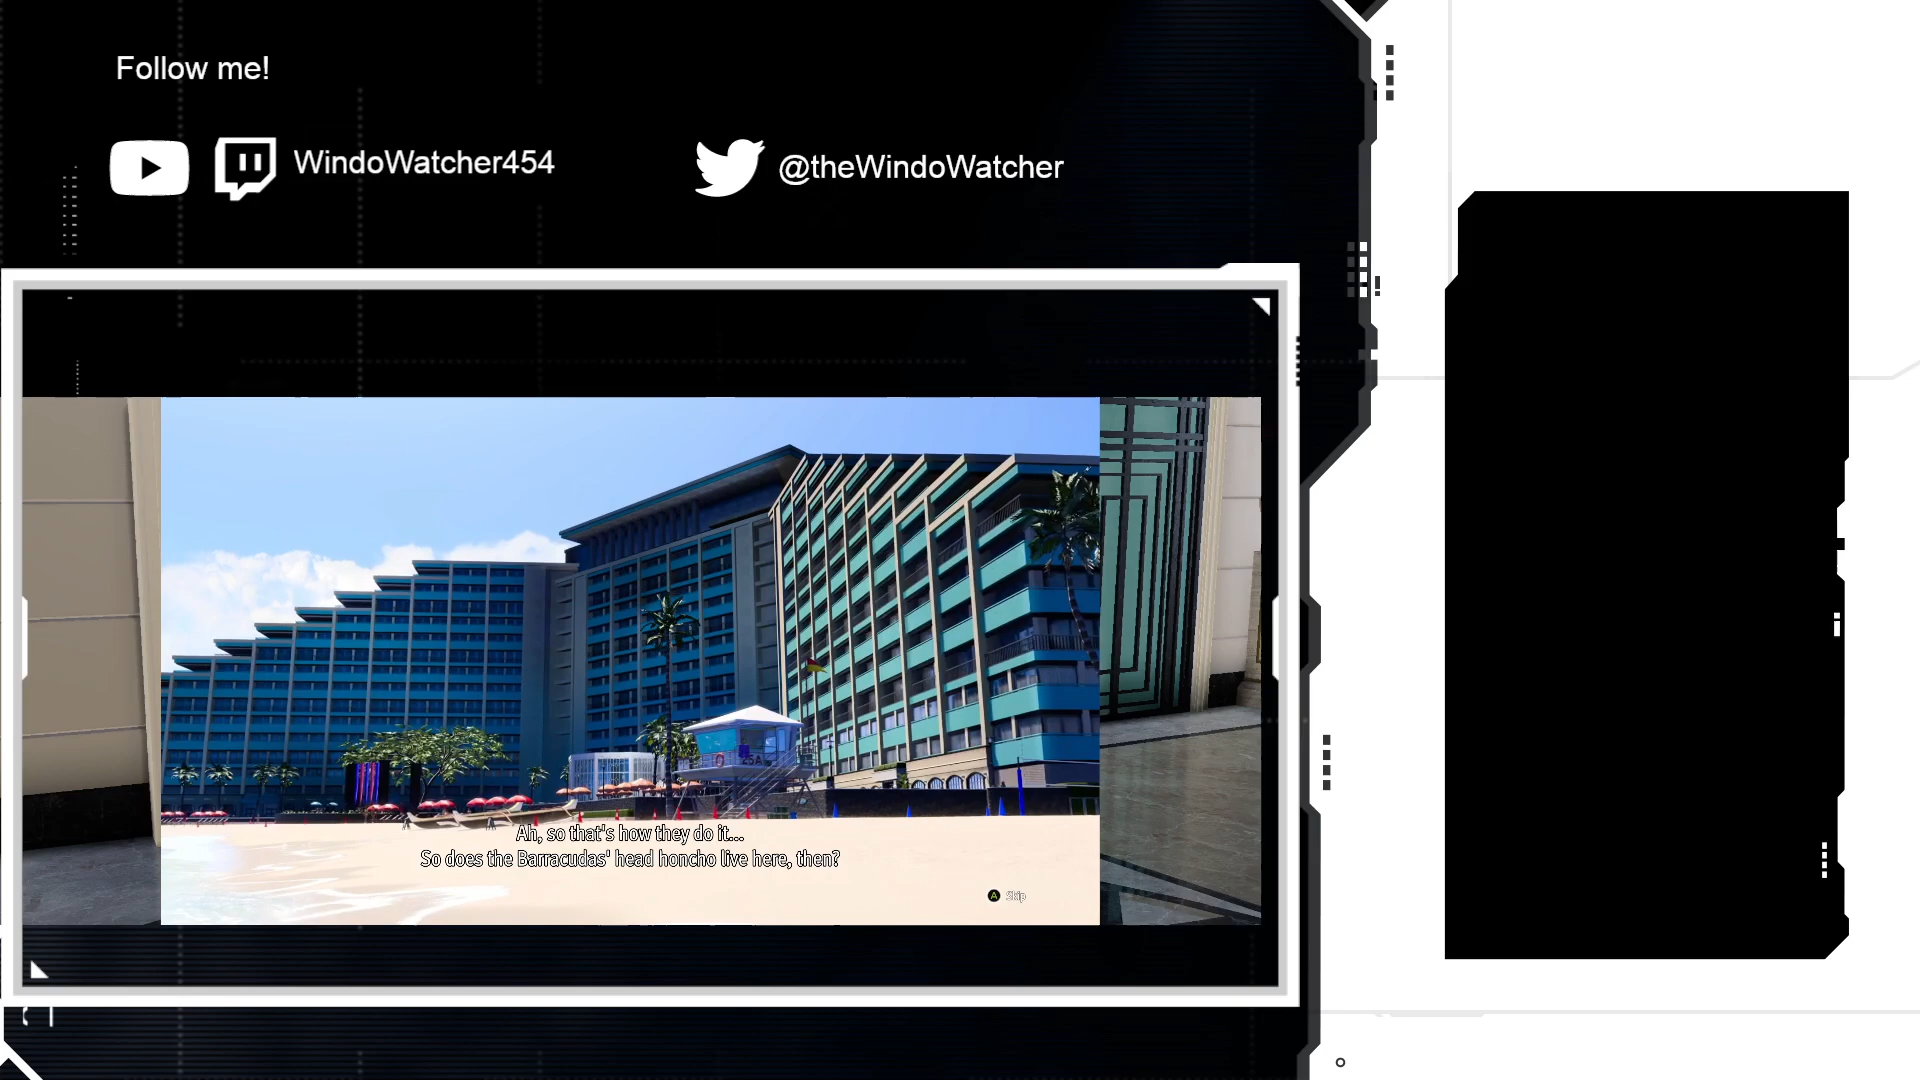 Follow me!
WindoWatcher454
@theWindoWatcher
25A
Ah, so that's how they do it...
So does the Barracudas' head honcho live here, then?
A Skip